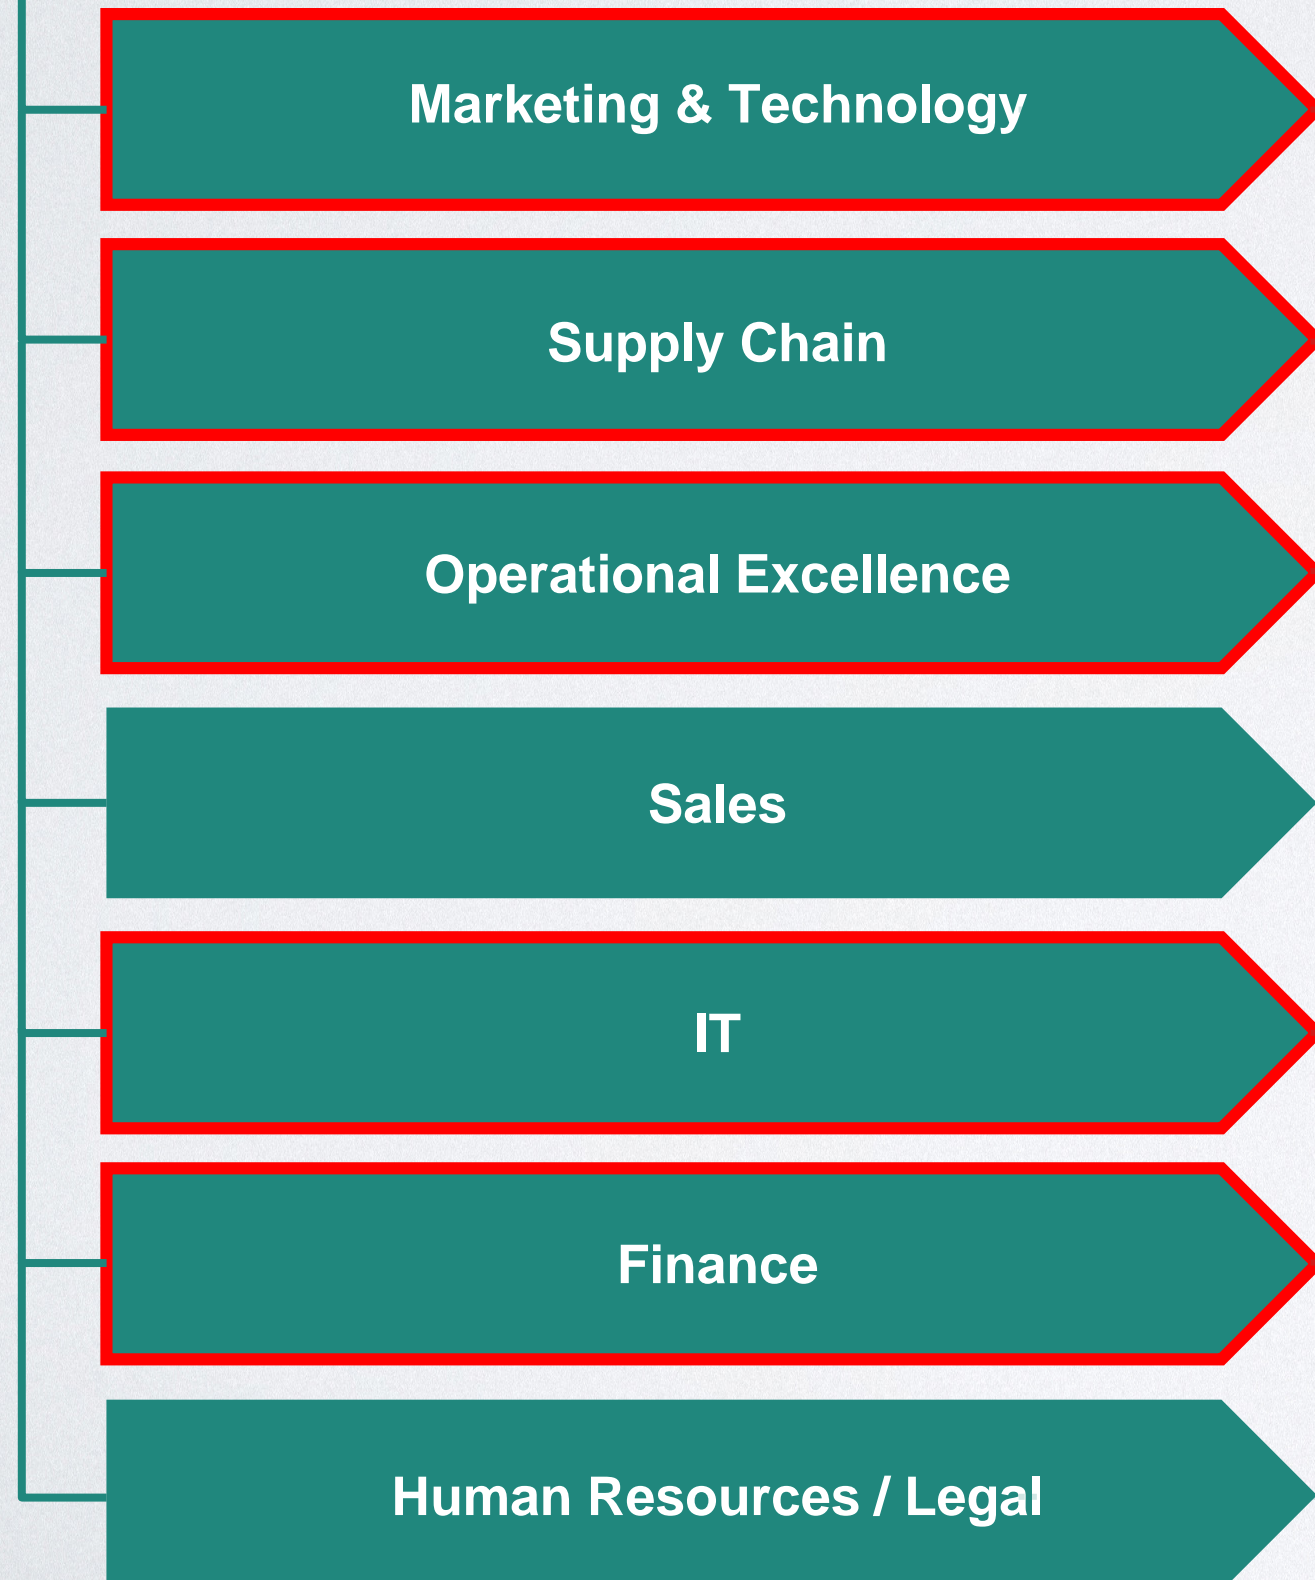 Marketing & Technology
Supply Chain
Operational Excellence
Sales
IT
Finance
Human Resources / Legal